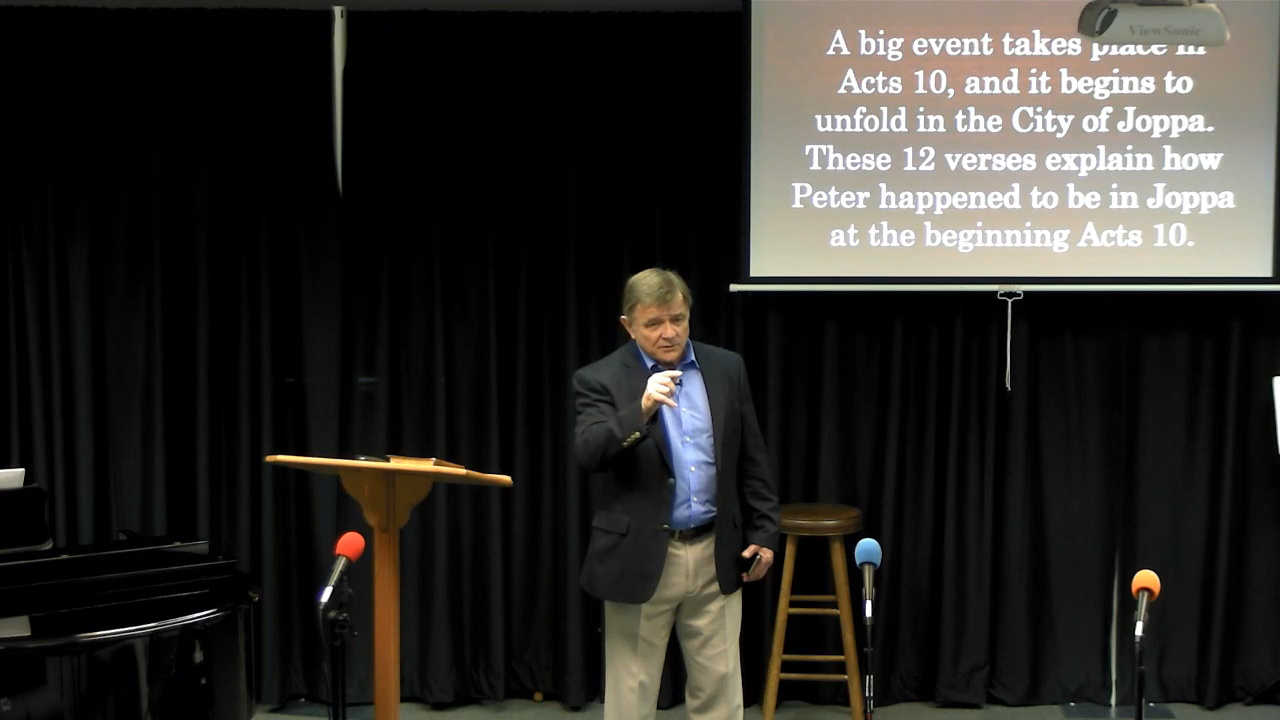 ViewSonic
A big event takes place in
Acts 10, and it begins to
unfold in the City of Joppa.
These 12 verses explain how
Peter happened to be in Joppa
at the beginning Acts 10.